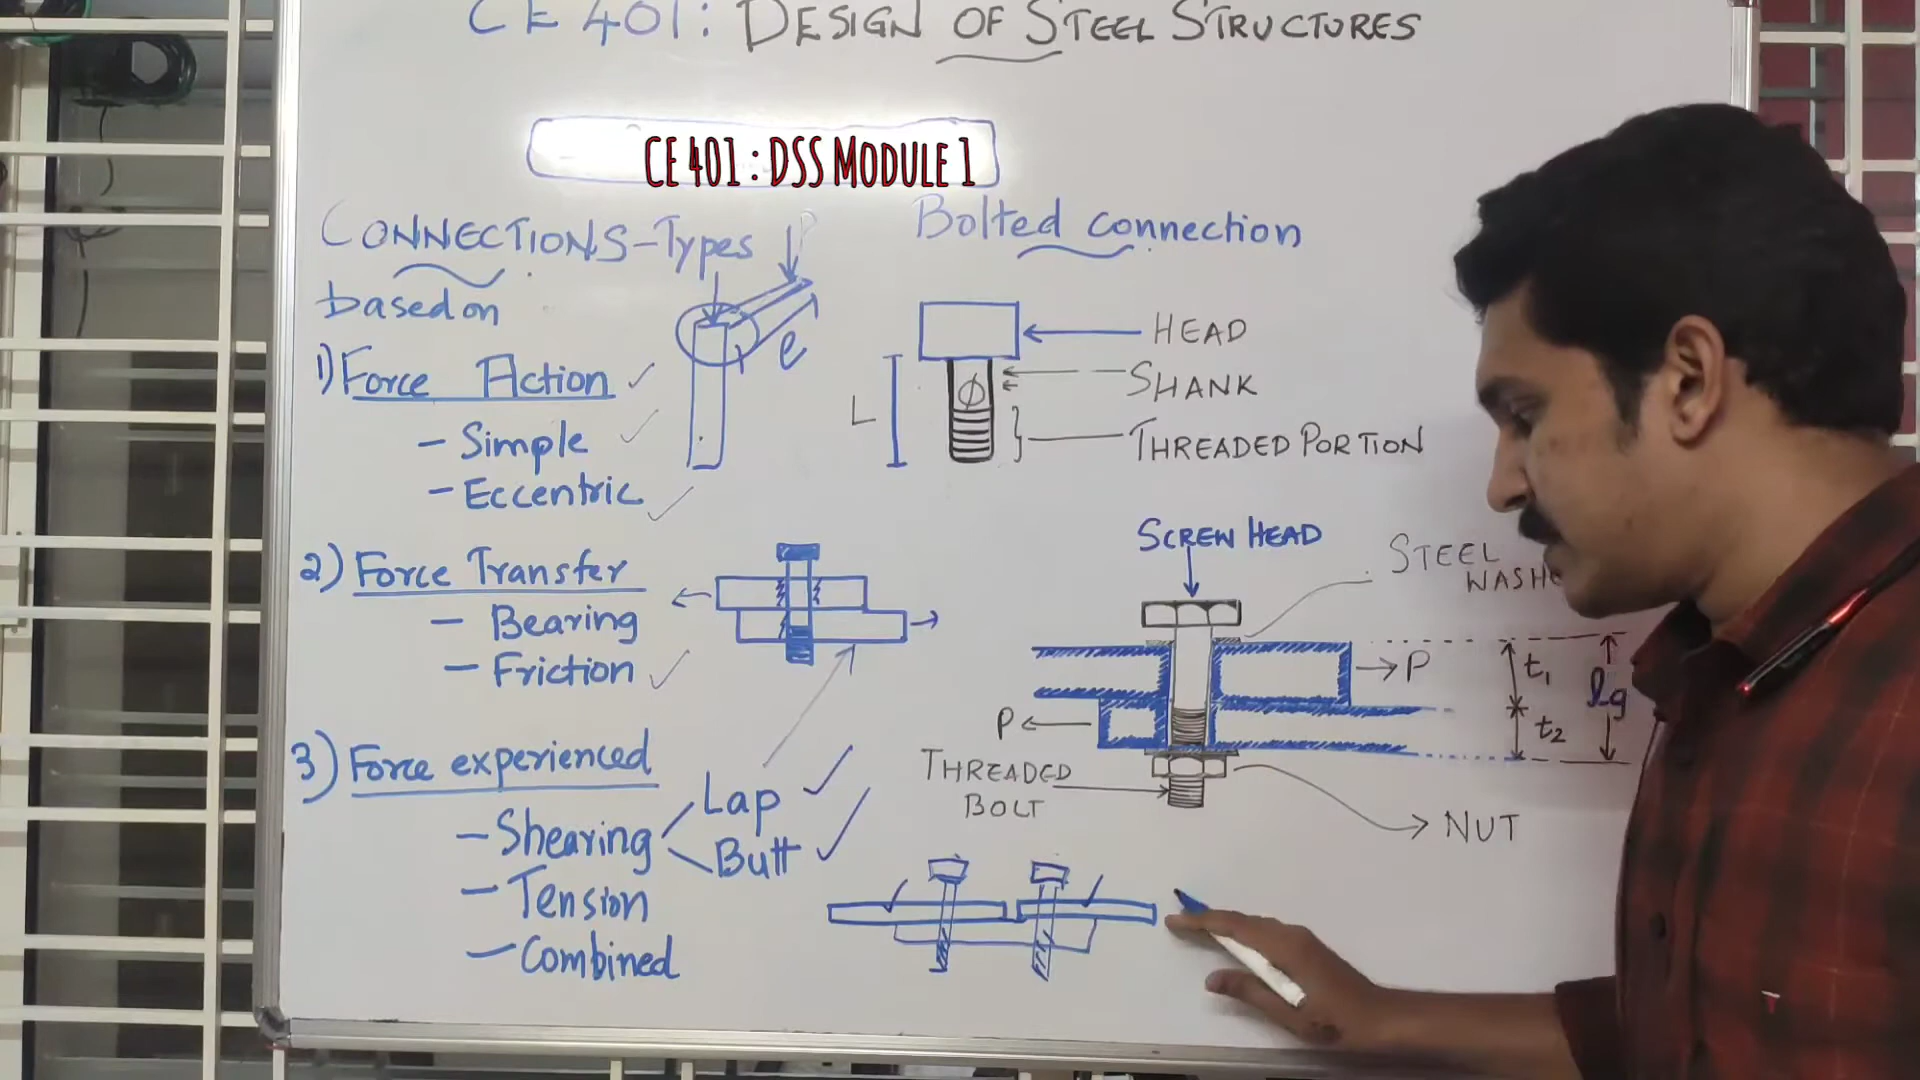 CE 401: DESIGN OF STEEL STRUCTURES
CE 401 : DSS MODULE 1
CONNECTIONS-Types
based on
1) Force Action
- Simple
- Eccentric
2) Force Transfer
- Bearing
- Friction
3) Force experienced
- Shearing
Lap
Butt
- Tension
- Combined
P
e
Bolted connection
HEAD
SHANK
THREADED PORTION
L
Ø
SCREW HEAD
STEEL
P
P
t1
t2
lg
THREADED
BOLT
NUT